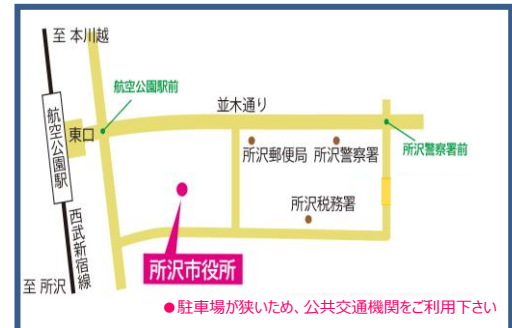 至 本川越
航空公園駅前
並木通り
航空公園駅
東口
所沢郵便局
所沢警察署
所沢警察署前
所沢税務署
西武新宿線
所沢市役所
至 所沢
●駐車場が狭いため、公共交通機関をご利用下さい